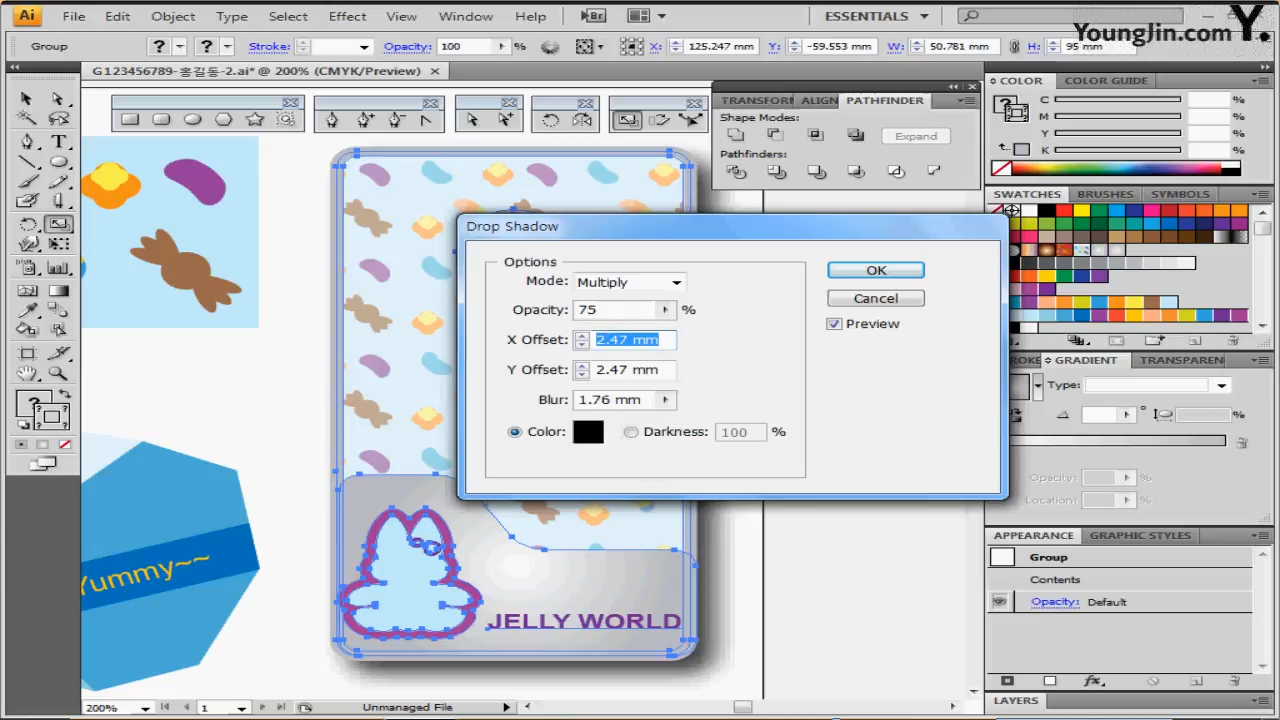 Ai File Edit Object Type Select Effect View Window Help Br ESSENTIALS
YoungJin.com Y.
Group ? ? Stroke: Opacity: 100 % X: 125.247 mm Y: -59.553 mm W: 50.781 mm H: 95 mm
G123456789-홍길동-2.ai* @ 200% (CMYK/Preview)
TRANSFORM ALIGN PATHFINDER
Shape Modes:
Expand
Pathfinders:
COLOR COLOR GUIDE
C %
M %
Y %
K %
SWATCHES BRUSHES SYMBOLS
Drop Shadow
Options
Mode: Multiply
Opacity: 75 %
X Offset: 2.47 mm
Y Offset: 2.47 mm
Blur: 1.76 mm
Color: Darkness: 100 %
OK
Cancel
Preview
GRADIENT TRANSPAREN
Type:
Opacity: %
Location: %
APPEARANCE GRAPHIC STYLES
Group
Contents
Opacity: Default
LAYERS
Yummy~~
JELLY WORLD
200% 1 Unmanaged File